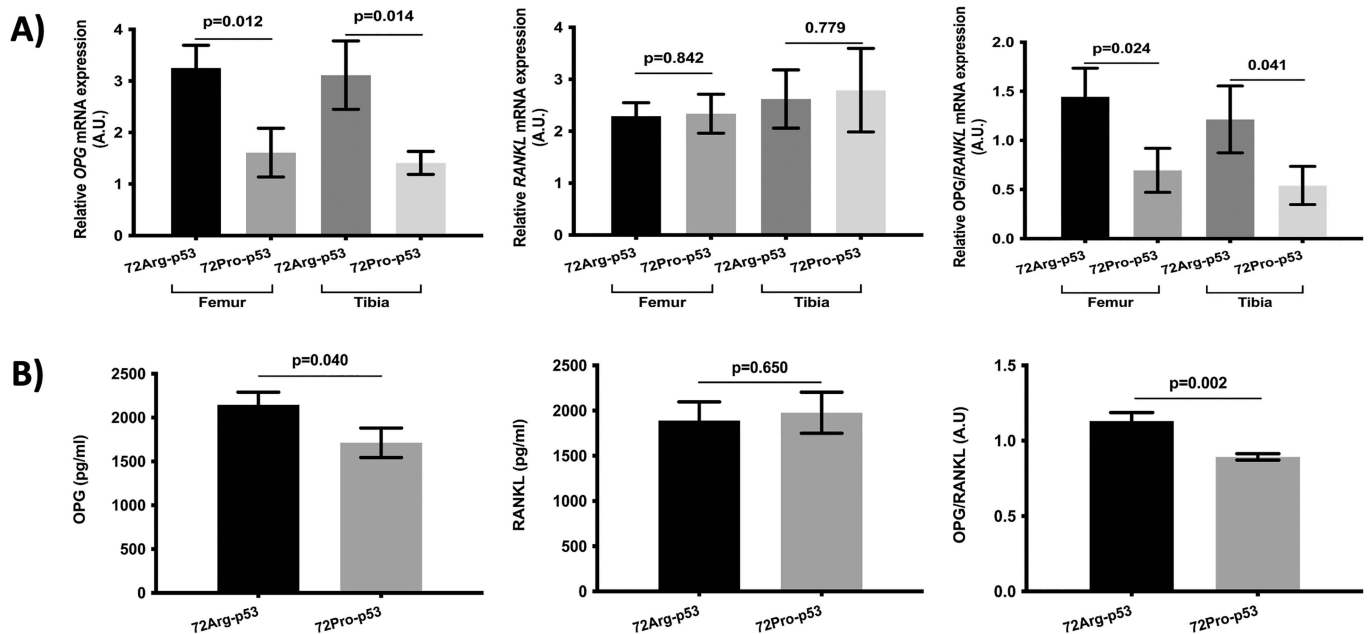 A)
Relative OPG mRNA expression
(A.U.)
4
3
2
1
0
p=0.012
p=0.014
72Arg-p53
72Pro-p53
72Arg-p53
72Pro-p53
Femur
Tibia
Relative RANKL mRNA expression
(A.U.)
4
3
2
1
0
p=0.842
0.779
72Arg-p53
72Pro-p53
72Arg-p53
72Pro-p53
Femur
Tibia
Relative OPG/RANKL mRNA expression
(A.U.)
2.0
1.5
1.0
0.5
0.0
p=0.024
0.041
72Arg-p53
72Pro-p53
72Arg-p53
72Pro-p53
Femur
Tibia
B)
OPG (pg/ml)
2500
2000
1500
1000
500
0
p=0.040
72Arg-p53
72Pro-p53
RANKL (pg/ml)
2500
2000
1500
1000
500
0
p=0.650
72Arg-p53
72Pro-p53
OPG/RANKL (A.U)
1.5
1.0
0.5
0.0
p=0.002
72Arg-p53
72Pro-p53